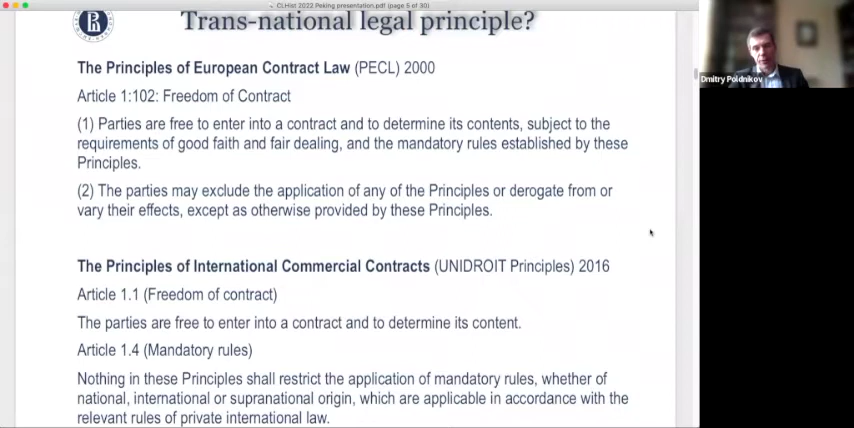 CLHist 2022 Peking presentation.pdf (page 5 of 30)
Trans-national legal principle?
The Principles of European Contract Law (PECL) 2000
Article 1:102: Freedom of Contract
(1) Parties are free to enter into a contract and to determine its contents, subject to the
requirements of good faith and fair dealing, and the mandatory rules established by these
Principles.
(2) The parties may exclude the application of any of the Principles or derogate from or
vary their effects, except as otherwise provided by these Principles.
The Principles of International Commercial Contracts (UNIDROIT Principles) 2016
Article 1.1 (Freedom of contract)
The parties are free to enter into a contract and to determine its content.
Article 1.4 (Mandatory rules)
Nothing in these Principles shall restrict the application of mandatory rules, whether of
national, international or supranational origin, which are applicable in accordance with the
relevant rules of private international law.
Dmitry Poldnikov